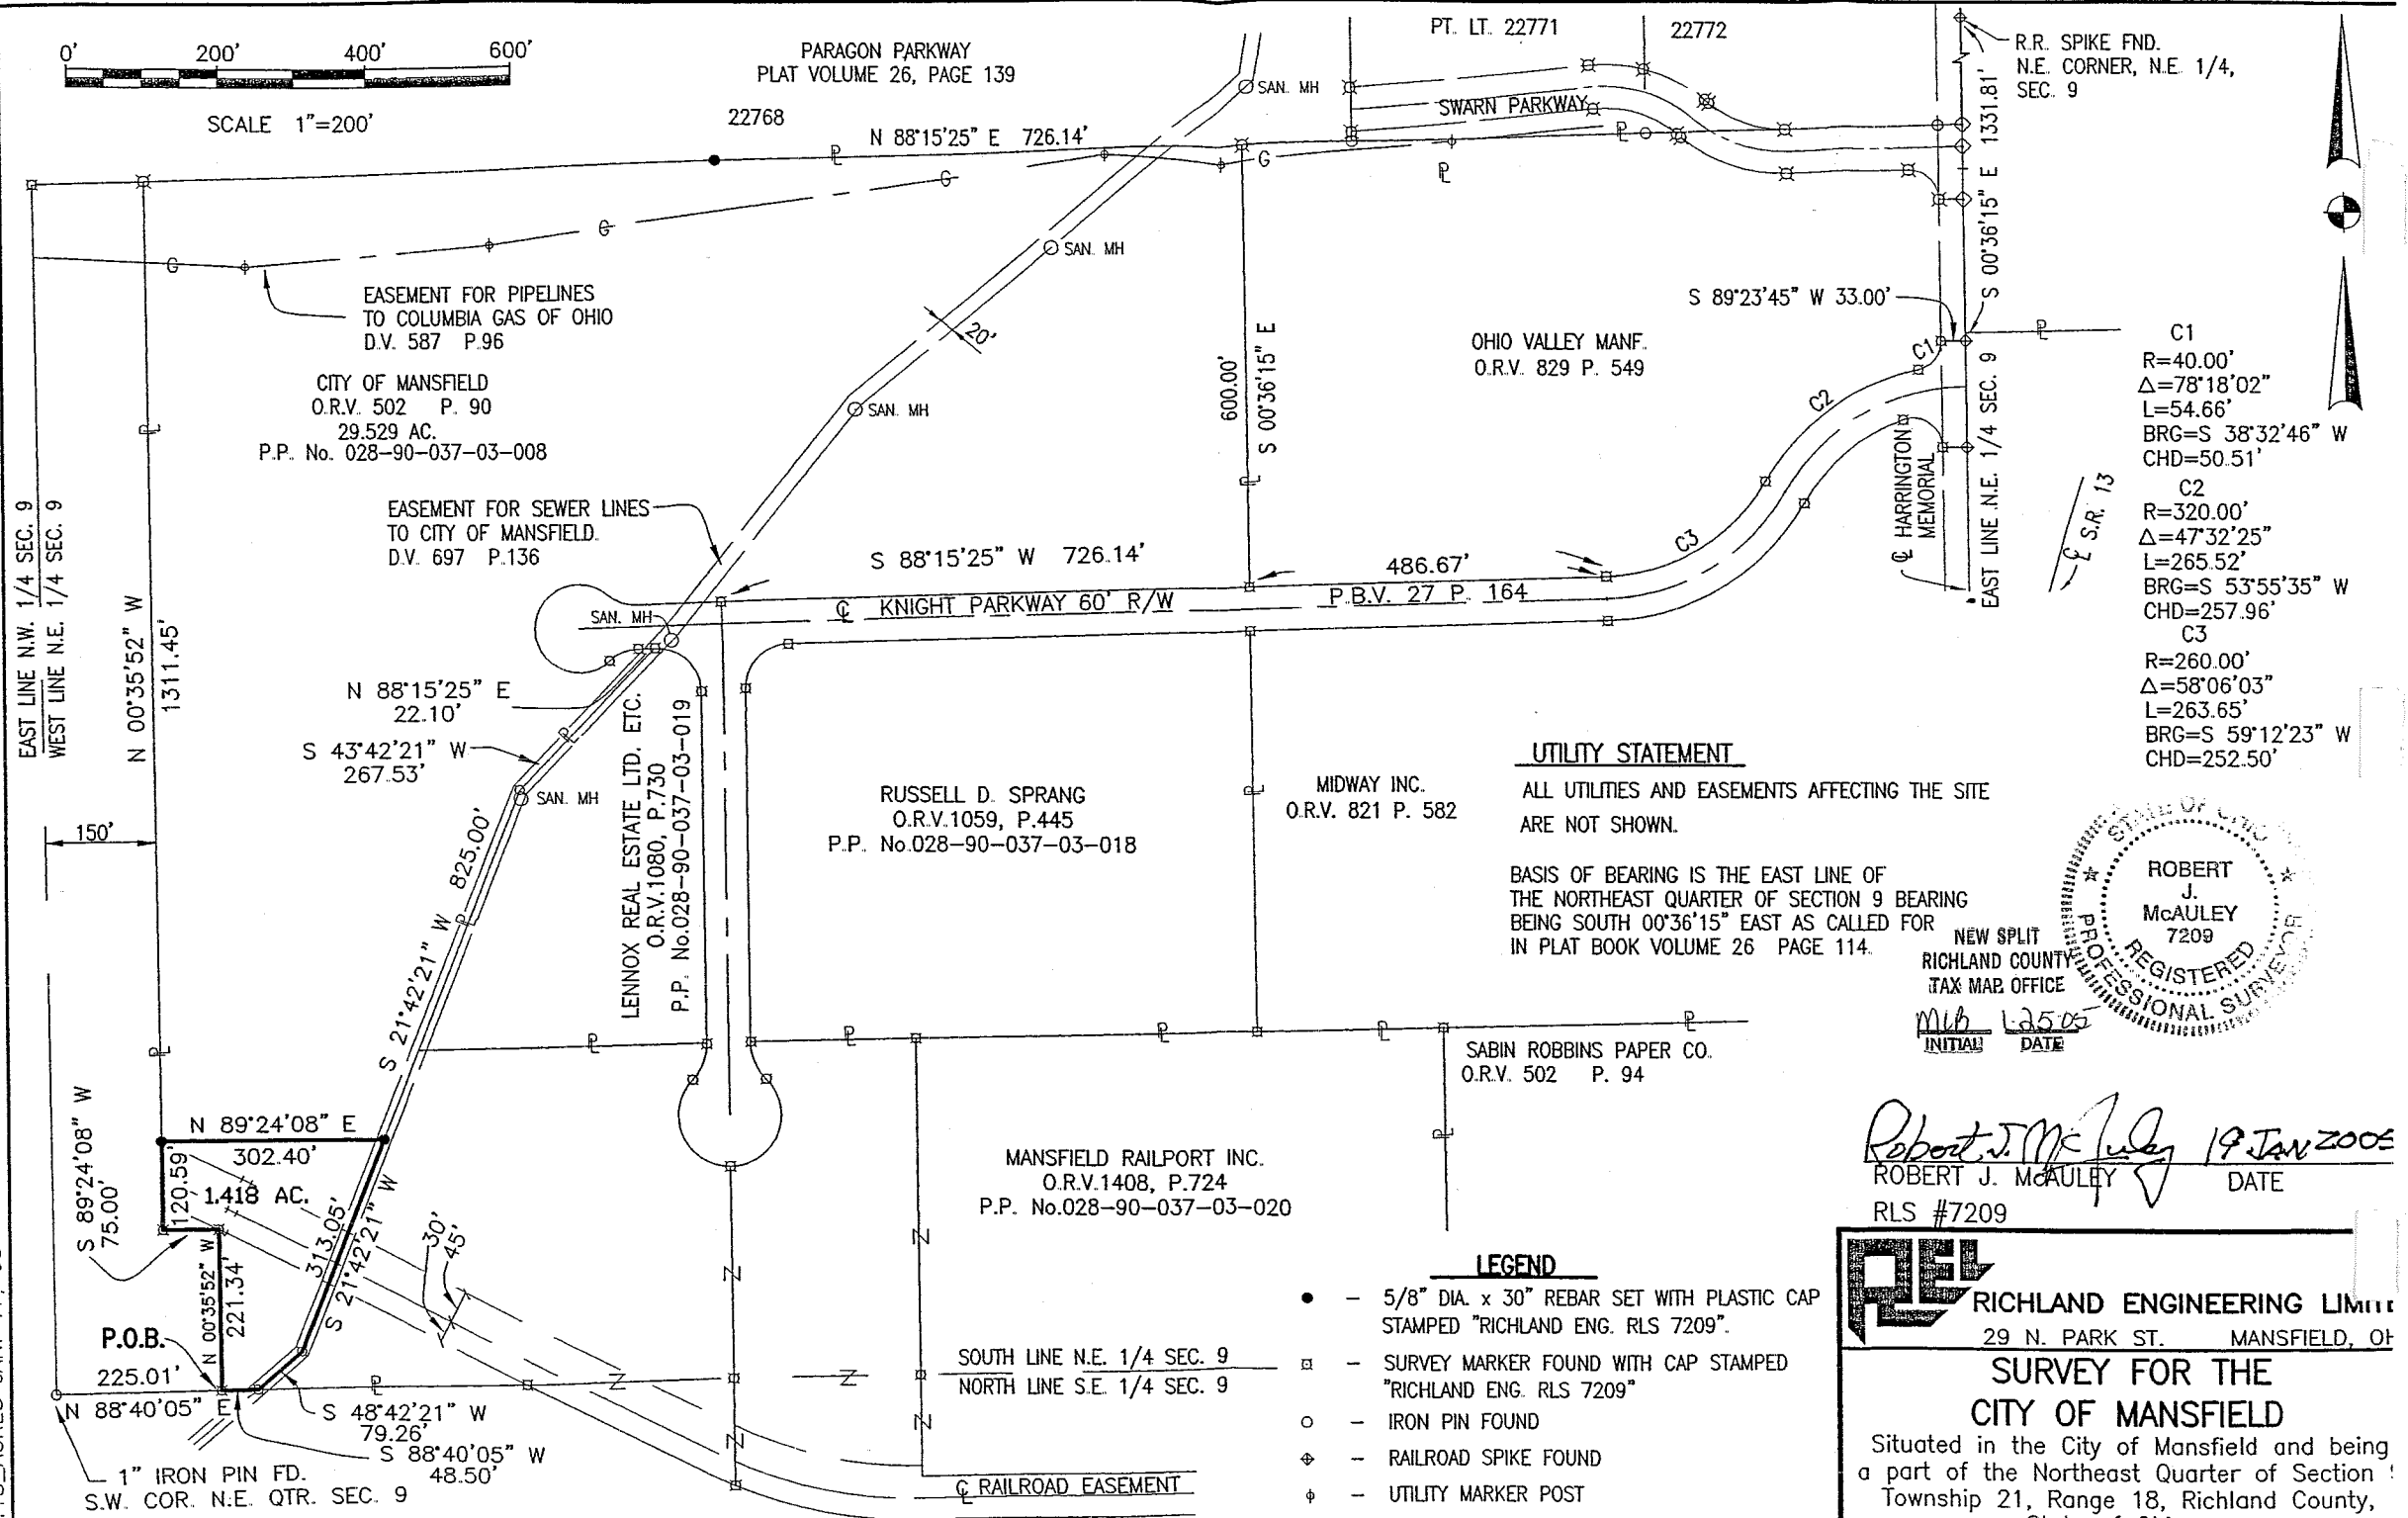 0' 200' 400' 600'
SCALE 1"=200'
PARAGON PARKWAY
PLAT VOLUME 26, PAGE 139
22768
N 88°15'25" E 726.14'
PT. LT. 22771
22772
SWARN PARKWAY
R.R. SPIKE FND.
N.E. CORNER, N.E. 1/4,
SEC. 9
S 00°36'15" E 1331.81'
SAN. MH
SAN. MH
SAN. MH
SAN. MH
SAN. MH
20'
G
G
G
G
EASEMENT FOR PIPELINES
TO COLUMBIA GAS OF OHIO
D.V. 587 P.96
CITY OF MANSFIELD
O.R.V. 502 P. 90
29.529 AC.
P.P. No. 028-90-037-03-008
EASEMENT FOR SEWER LINES
TO CITY OF MANSFIELD.
D.V. 697 P.136
EAST LINE N.W. 1/4 SEC. 9
WEST LINE N.E. 1/4 SEC. 9
N 00°35'52" W
1311.45'
150'
600.00'
S 00°36'15" E
OHIO VALLEY MANF.
O.R.V. 829 P. 549
S 89°23'45" W 33.00'
C1
C2
C3
℄ HARRINGTON
MEMORIAL
EAST LINE N.E. 1/4 SEC. 9
℄ S.R. 13
C1
R=40.00'
Δ=78°18'02"
L=54.66'
BRG=S 38°32'46" W
CHD=50.51'
C2
R=320.00'
Δ=47°32'25"
L=265.52'
BRG=S 53°55'35" W
CHD=257.96'
C3
R=260.00'
Δ=58°06'03"
L=263.65'
BRG=S 59°12'23" W
CHD=252.50'
S 88°15'25" W 726.14'
486.67'
℄ KNIGHT PARKWAY 60' R/W
P.B.V. 27 P. 164
N 88°15'25" E
22.10'
S 43°42'21" W
267.53'
S 21°42'21" W 825.00'
LENNOX REAL ESTATE LTD. ETC.
O.R.V.1080, P.730
P.P. No.028-90-037-03-019
RUSSELL D. SPRANG
O.R.V.1059, P.445
P.P. No.028-90-037-03-018
MIDWAY INC.
O.R.V. 821 P. 582
UTILITY STATEMENT
ALL UTILITIES AND EASEMENTS AFFECTING THE SITE
ARE NOT SHOWN.
BASIS OF BEARING IS THE EAST LINE OF
THE NORTHEAST QUARTER OF SECTION 9 BEARING
BEING SOUTH 00°36'15" EAST AS CALLED FOR
IN PLAT BOOK VOLUME 26 PAGE 114.
NEW SPLIT
RICHLAND COUNTY
TAX MAP OFFICE
MLB 1-25-05
INITIAL DATE
STATE OF OHIO
ROBERT
J.
McAULEY
7209
REGISTERED
PROFESSIONAL SURVEYOR
SABIN ROBBINS PAPER CO.
O.R.V. 502 P. 94
Robert J. McAuley 19 JAN 2005
ROBERT J. McAULEY DATE
RLS #7209
N 89°24'08" E
302.40'
S 89°24'08" W
75.00'
120.59'
1.418 AC.
313.05'
S 21°42'21" W
N 00°35'52" W
221.34'
30'
45'
P.O.B.
225.01'
N 88°40'05" E
S 48°42'21" W
79.26'
S 88°40'05" W
48.50'
1" IRON PIN FD.
S.W. COR. N.E. QTR. SEC. 9
MANSFIELD RAILPORT INC.
O.R.V.1408, P.724
P.P. No.028-90-037-03-020
SOUTH LINE N.E. 1/4 SEC. 9
NORTH LINE S.E. 1/4 SEC. 9
℄ RAILROAD EASEMENT
LEGEND
● – 5/8" DIA. x 30" REBAR SET WITH PLASTIC CAP
STAMPED "RICHLAND ENG. RLS 7209".
– SURVEY MARKER FOUND WITH CAP STAMPED
"RICHLAND ENG. RLS 7209"
○ – IRON PIN FOUND
– RAILROAD SPIKE FOUND
– UTILITY MARKER POST
REL
RICHLAND ENGINEERING LIMITE
29 N. PARK ST. MANSFIELD, OH
SURVEY FOR THE
CITY OF MANSFIELD
Situated in the City of Mansfield and being
a part of the Northeast Quarter of Section 9
Township 21, Range 18, Richland County,